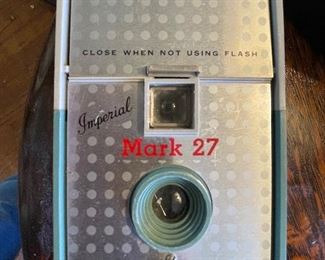 CLOSE WHEN NOT USING FLASH
Imperial
Mark 27